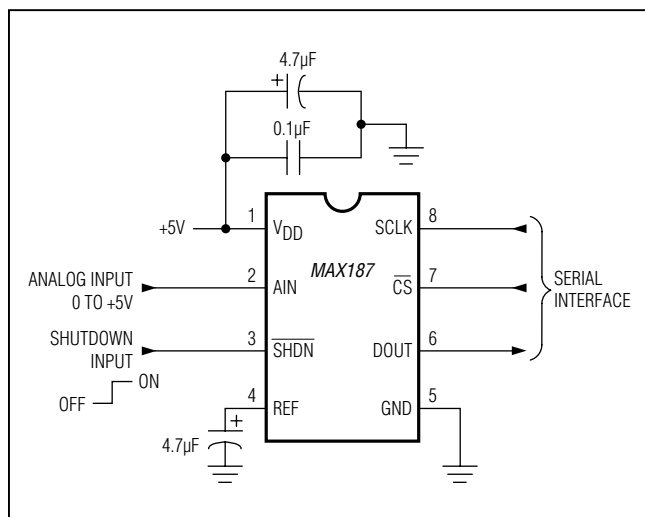 4.7µF
+
0.1µF
+5V
1
VDD
SCLK
8
MAX187
ANALOG INPUT
0 TO +5V
2
AIN
CS
7
SERIAL
INTERFACE
SHUTDOWN
INPUT
3
SHDN
DOUT
6
ON
OFF
4
REF
GND
5
+
4.7µF